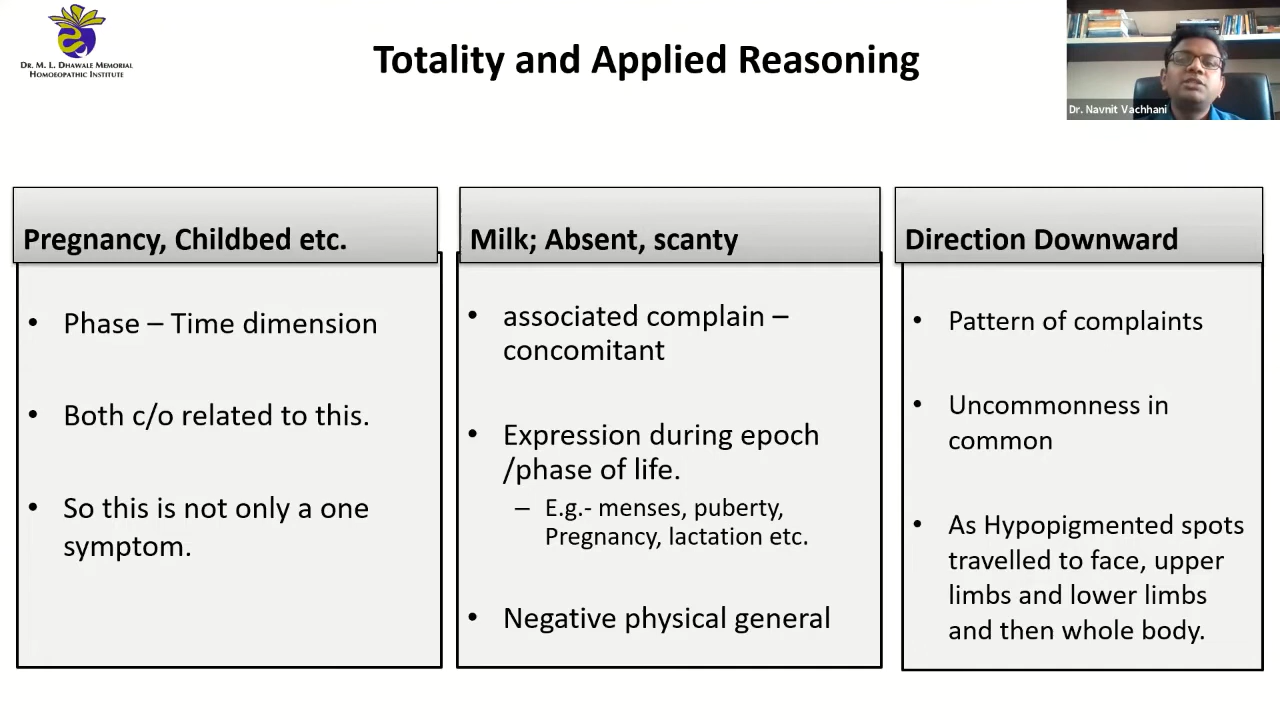 Dr. M. L. Dhawale Memorial
Homoeopathic Institute
Totality and Applied Reasoning
Dr. Navnit Vachhani
Pregnancy, Childbed etc.
• Phase – Time dimension
• Both c/o related to this.
• So this is not only a one
symptom.
Milk; Absent, scanty
• associated complain –
concomitant
• Expression during epoch
/phase of life.
– E.g.- menses, puberty,
Pregnancy, lactation etc.
• Negative physical general
Direction Downward
• Pattern of complaints
• Uncommonness in
common
• As Hypopigmented spots
travelled to face, upper
limbs and lower limbs
and then whole body.